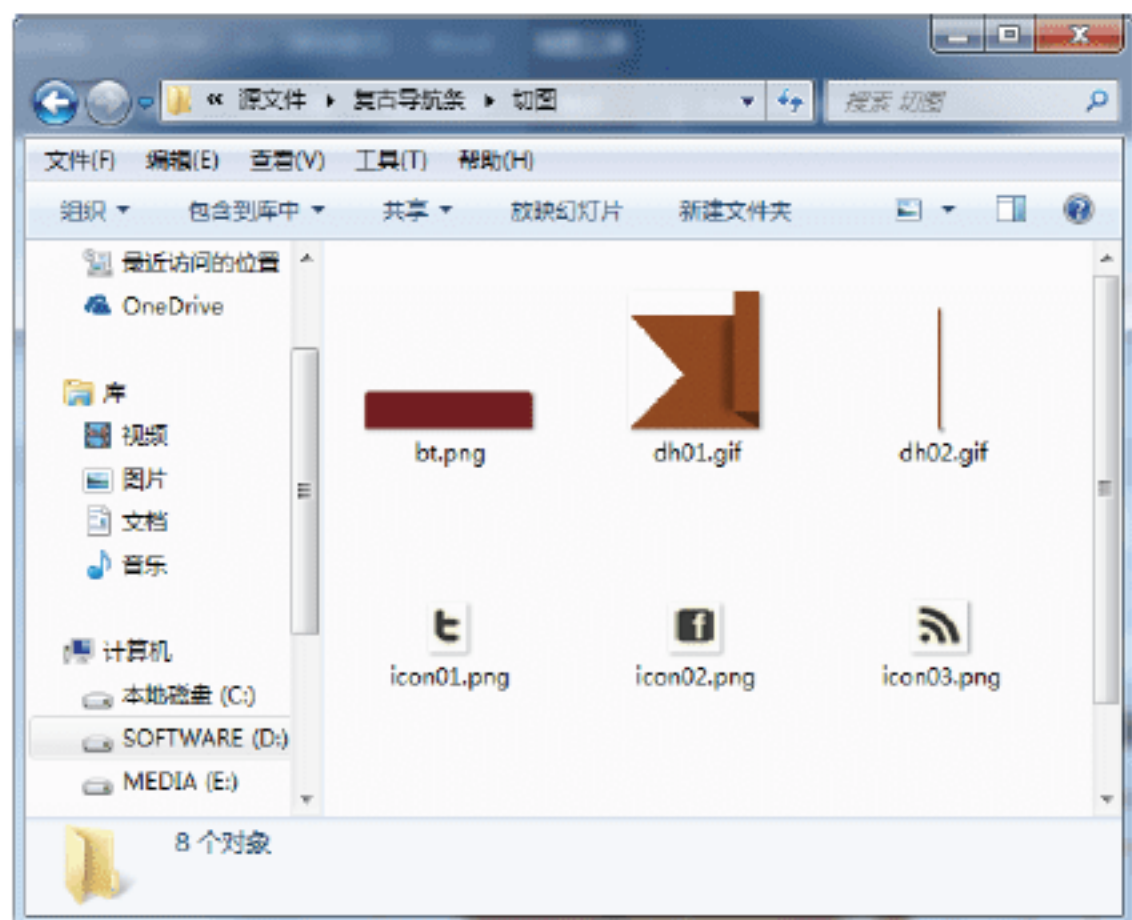 « 源文件 ▸ 复古导航条 ▸ 切图 搜索 切图
文件(F) 编辑(E) 查看(V) 工具(T) 帮助(H)
组织 包含到库中 共享 放映幻灯片 新建文件夹
最近访问的位置
OneDrive
库
视频
图片
文档
音乐
计算机
本地磁盘 (C:)
SOFTWARE (D:)
MEDIA (E:)
bt.png dh01.gif dh02.gif
icon01.png icon02.png icon03.png
8 个对象